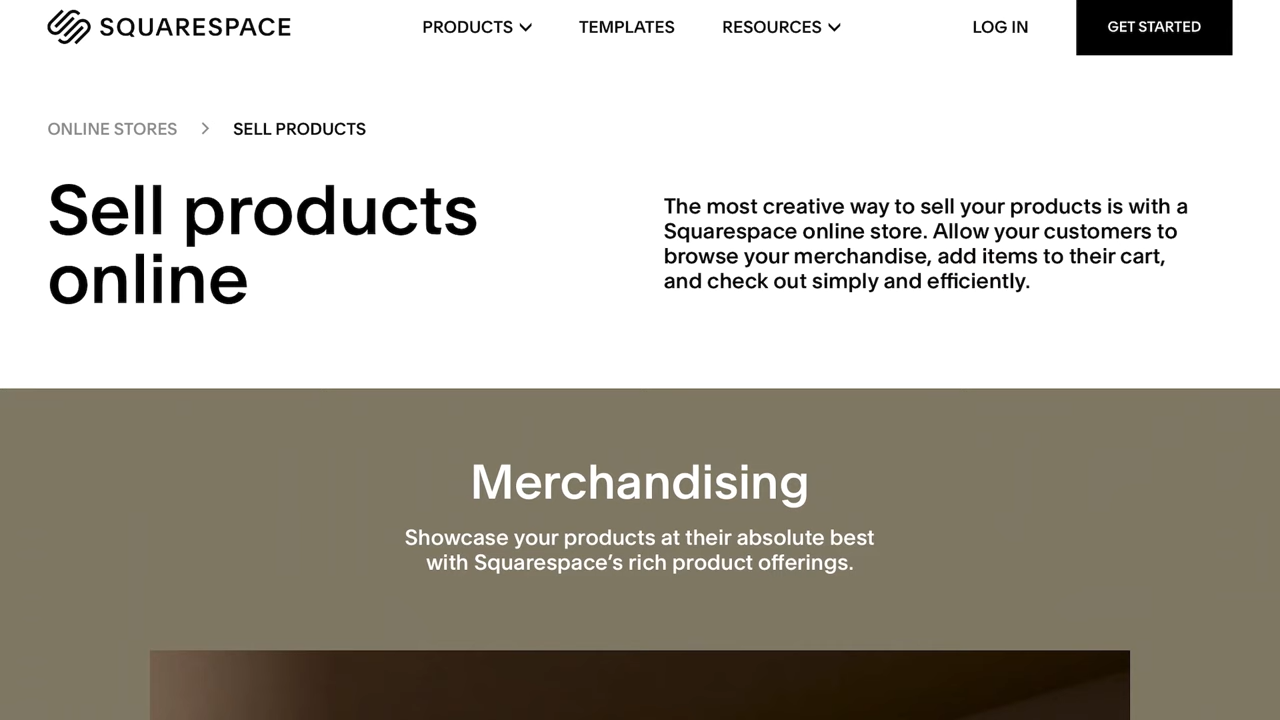 SQUARESPACE
PRODUCTS
TEMPLATES
RESOURCES
LOG IN
GET STARTED
ONLINE STORES
SELL PRODUCTS
Sell products
online
The most creative way to sell your products is with a
Squarespace online store. Allow your customers to
browse your merchandise, add items to their cart,
and check out simply and efficiently.
Merchandising
Showcase your products at their absolute best
with Squarespace’s rich product offerings.